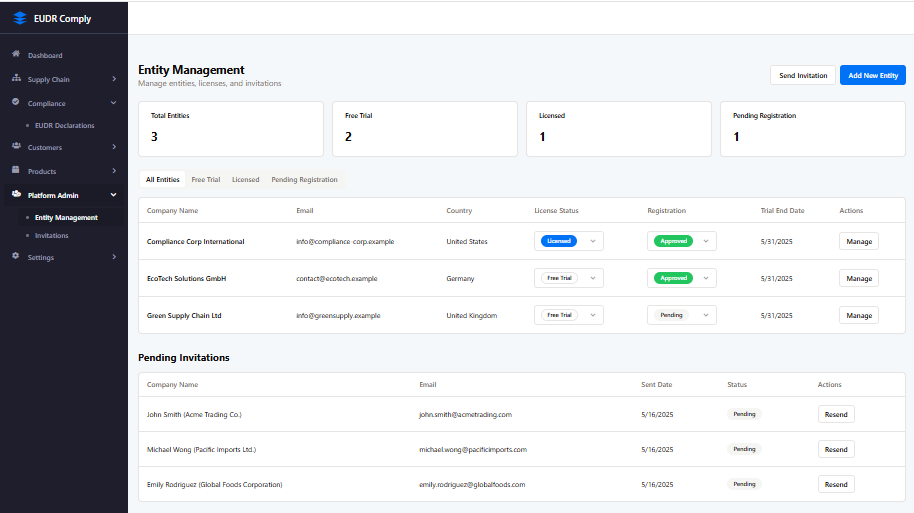 EUDR Comply
Dashboard
Supply Chain
Compliance
EUDR Declarations
Customers
Products
Platform Admin
Entity Management
Invitations
Settings
Entity Management
Manage entities, licenses, and invitations
Send Invitation
Add New Entity
Total Entities
3
Free Trial
2
Licensed
1
Pending Registration
1
All Entities Free Trial Licensed Pending Registration
Company Name Email Country License Status Registration Trial End Date Actions
Compliance Corp International info@compliance-corp.example United States Licensed Approved 5/31/2025 Manage
EcoTech Solutions GmbH contact@ecotech.example Germany Free Trial Approved 5/31/2025 Manage
Green Supply Chain Ltd info@greensupply.example United Kingdom Free Trial Pending 5/31/2025 Manage
Pending Invitations
Company Name Email Sent Date Status Actions
John Smith (Acme Trading Co.) john.smith@acmetrading.com 5/16/2025 Pending Resend
Michael Wong (Pacific Imports Ltd.) michael.wong@pacificimports.com 5/16/2025 Pending Resend
Emily Rodriguez (Global Foods Corporation) emily.rodriguez@globalfoods.com 5/16/2025 Pending Resend